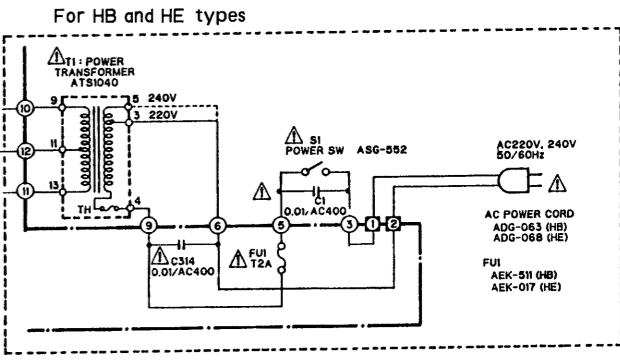 For HB and HE types
T1 : POWER
TRANSFORMER
ATS1040
9
5 240V
10
3 220V
S1
POWER SW ASG-552
AC220V, 240V
50/60Hz
12
11
11
13
C1
0.01/AC400
TH
4
AC POWER CORD
ADG-063 (HB)
ADG-068 (HE)
9
6
5
3
1
2
C314
0.01/AC400
FU1
T2A
FU1
AEK-511 (HB)
AEK-017 (HE)